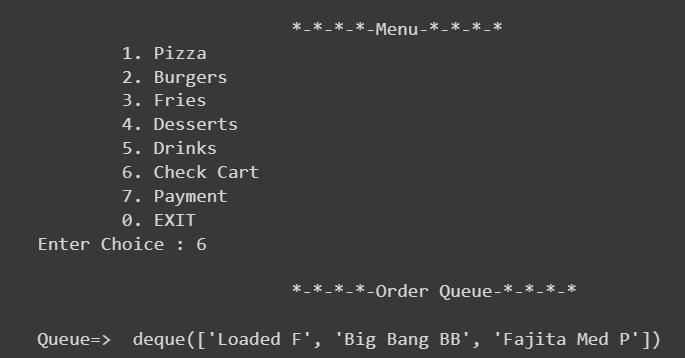 *-*-*-*-Menu-*-*-*-*
1. Pizza
2. Burgers
3. Fries
4. Desserts
5. Drinks
6. Check Cart
7. Payment
0. EXIT
Enter Choice : 6
*-*-*-*-Order Queue-*-*-*-*
Queue=>  deque(['Loaded F', 'Big Bang BB', 'Fajita Med P'])